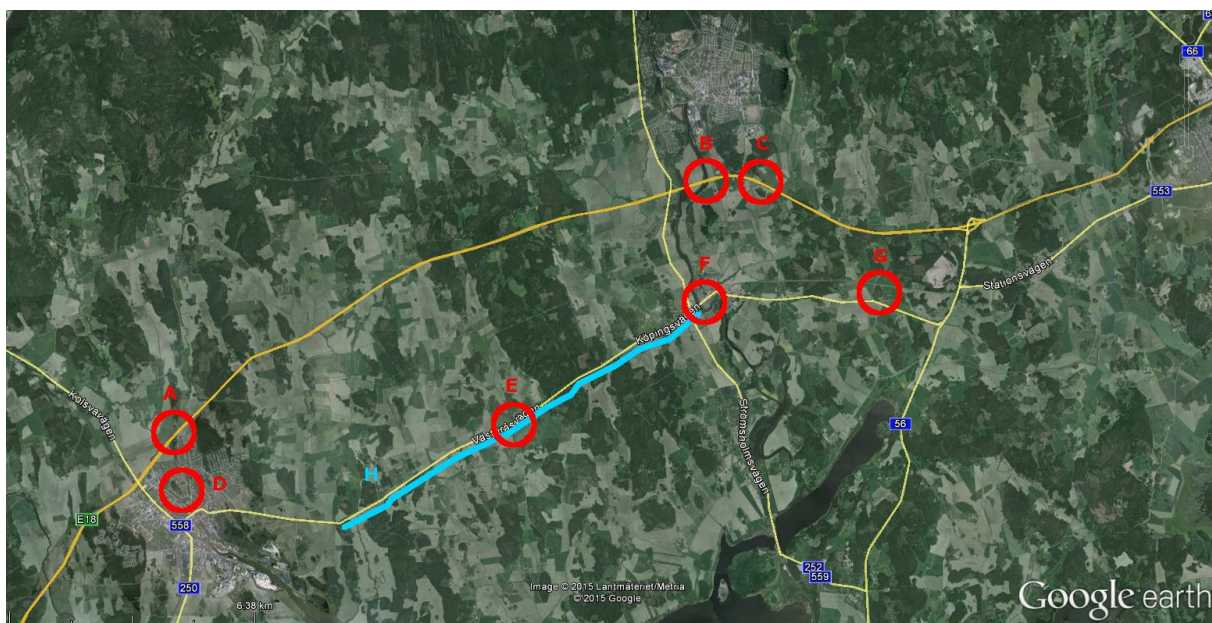 66
B
C
553
Stationsvägen
F
G
Köpingsvägen
A
Kolsvavägen
E
Västeråsvägen
56
Strömsholmsvägen
H
D
E18
558
252
559
250
6.38 km
Image © 2015 Lantmäteriet/Metria
© 2015 Google
Google earth